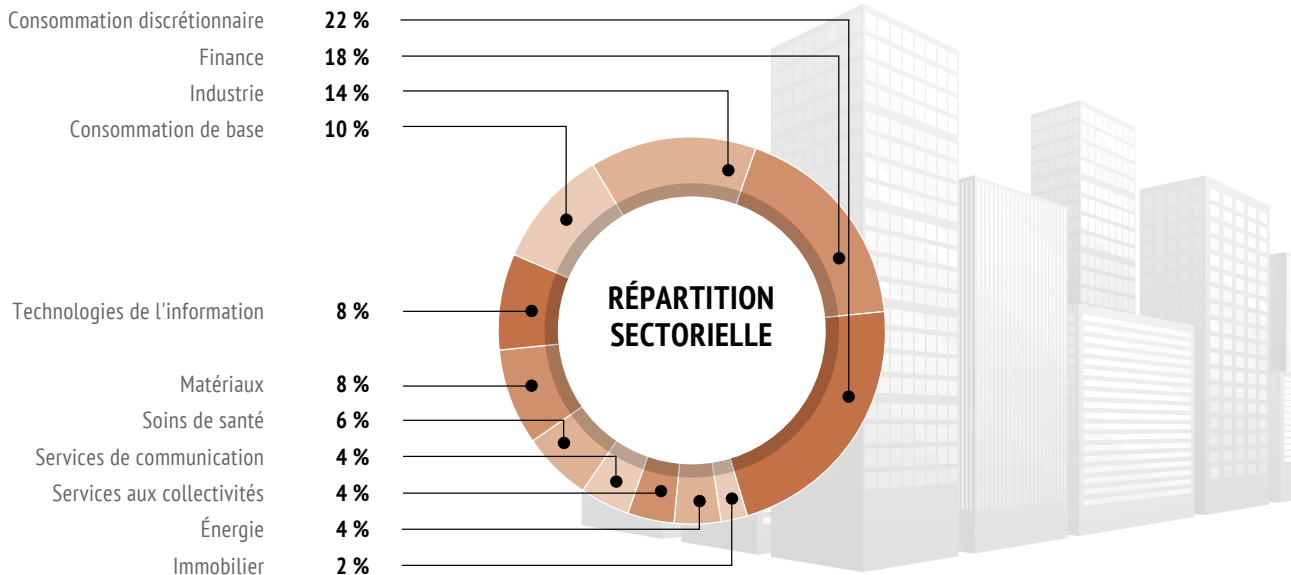 Consommation discrétionnaire 22 %
Finance 18 %
Industrie 14 %
Consommation de base 10 %
Technologies de l'information 8 %
RÉPARTITION
SECTORIELLE
Matériaux 8 %
Soins de santé 6 %
Services de communication 4 %
Services aux collectivités 4 %
Énergie 4 %
Immobilier 2 %